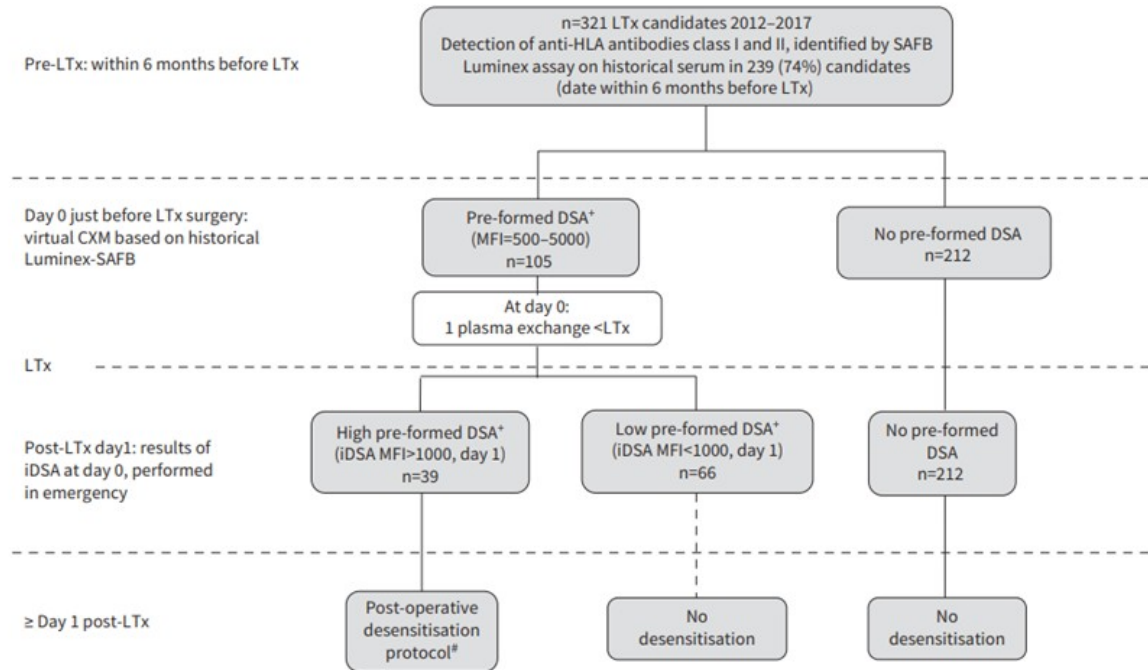 n=321 LTx candidates 2012–2017
Detection of anti-HLA antibodies class I and II, identified by SAFB
Luminex assay on historical serum in 239 (74%) candidates
(date within 6 months before LTx)
Pre-LTx: within 6 months before LTx
Day 0 just before LTx surgery:
virtual CXM based on historical
Luminex-SAFB
Pre-formed DSA⁺
(MFI=500–5000)
n=105
No pre-formed DSA
n=212
At day 0:
1 plasma exchange <LTx
LTx
Post-LTx day1: results of
iDSA at day 0, performed
in emergency
High pre-formed DSA⁺
(iDSA MFI>1000, day 1)
n=39
Low pre-formed DSA⁺
(iDSA MFI<1000, day 1)
n=66
No pre-formed
DSA
n=212
≥ Day 1 post-LTx
Post-operative
desensitisation
protocol#
No
desensitisation
No
desensitisation